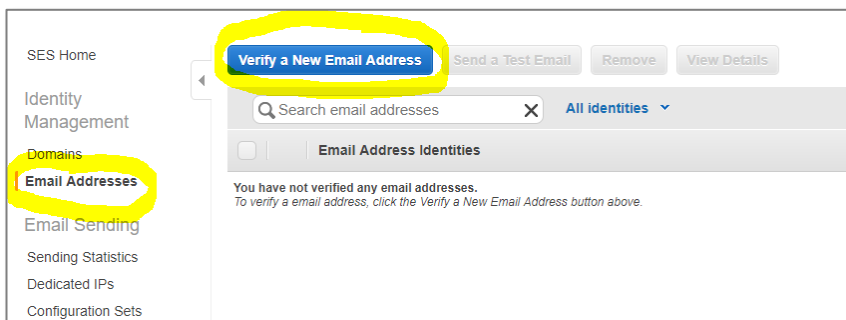 SES Home
Identity
Management
Domains
Email Addresses
Email Sending
Sending Statistics
Dedicated IPs
Configuration Sets
Verify a New Email Address Send a Test Email Remove View Details
Search email addresses All identities
Email Address Identities
You have not verified any email addresses.
To verify a email address, click the Verify a New Email Address button above.